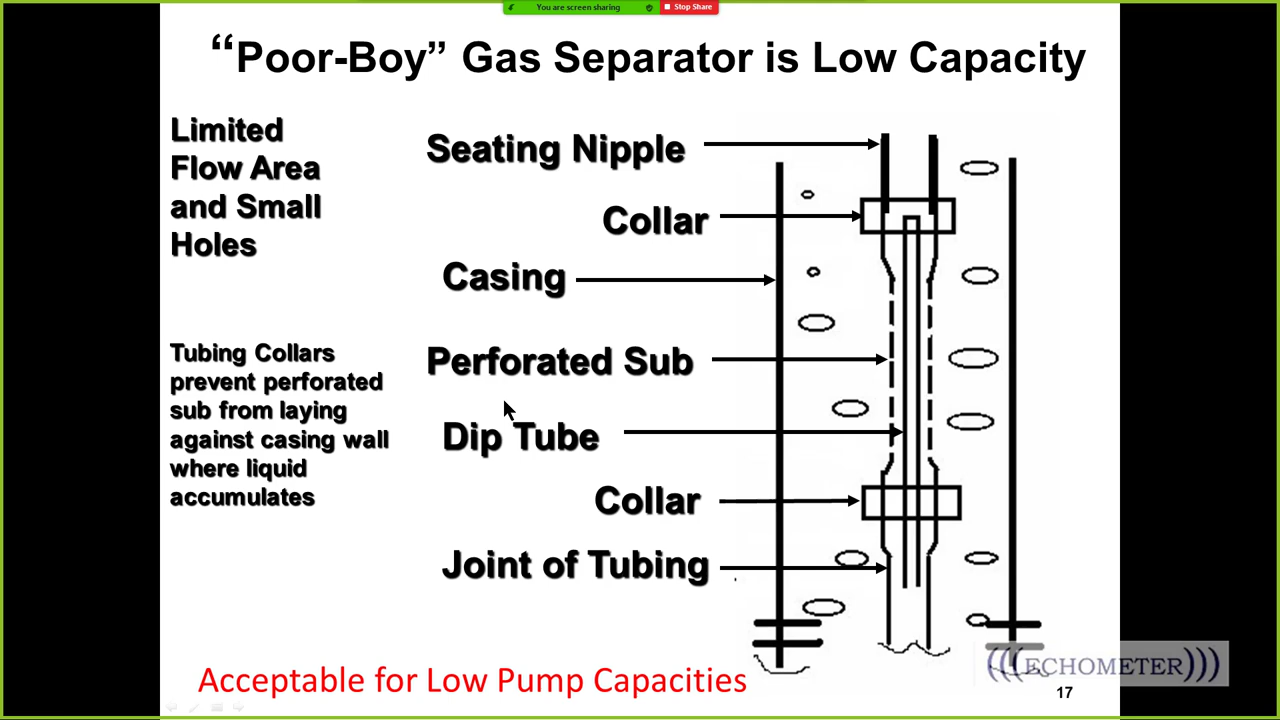 You are screen sharing
Stop Share
“Poor-Boy” Gas Separator is Low Capacity
Limited
Flow Area
and Small
Holes
Tubing Collars
prevent perforated
sub from laying
against casing wall
where liquid
accumulates
Seating Nipple
Collar
Casing
Perforated Sub
Dip Tube
Collar
Joint of Tubing
Acceptable for Low Pump Capacities
(((ECHOMETER)))
17